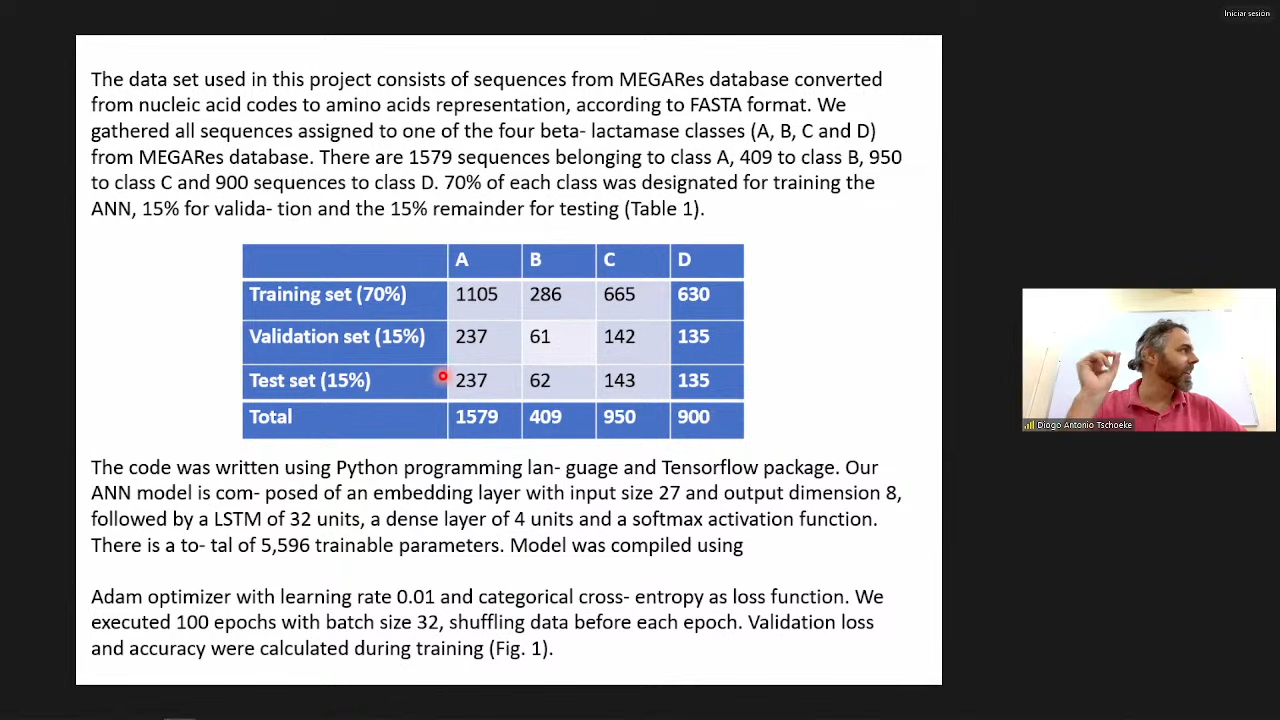 Iniciar sesión
The data set used in this project consists of sequences from MEGARes database converted
from nucleic acid codes to amino acids representation, according to FASTA format. We
gathered all sequences assigned to one of the four beta- lactamase classes (A, B, C and D)
from MEGARes database. There are 1579 sequences belonging to class A, 409 to class B, 950
to class C and 900 sequences to class D. 70% of each class was designated for training the
ANN, 15% for valida- tion and the 15% remainder for testing (Table 1).
A B C D
Training set (70%) 1105 286 665 630
Validation set (15%) 237 61 142 135
Test set (15%) 237 62 143 135
Total 1579 409 950 900
The code was written using Python programming lan- guage and Tensorflow package. Our
ANN model is com- posed of an embedding layer with input size 27 and output dimension 8,
followed by a LSTM of 32 units, a dense layer of 4 units and a softmax activation function.
There is a to- tal of 5,596 trainable parameters. Model was compiled using
Adam optimizer with learning rate 0.01 and categorical cross- entropy as loss function. We
executed 100 epochs with batch size 32, shuffling data before each epoch. Validation loss
and accuracy were calculated during training (Fig. 1).
Diogo Antonio Tschoeke